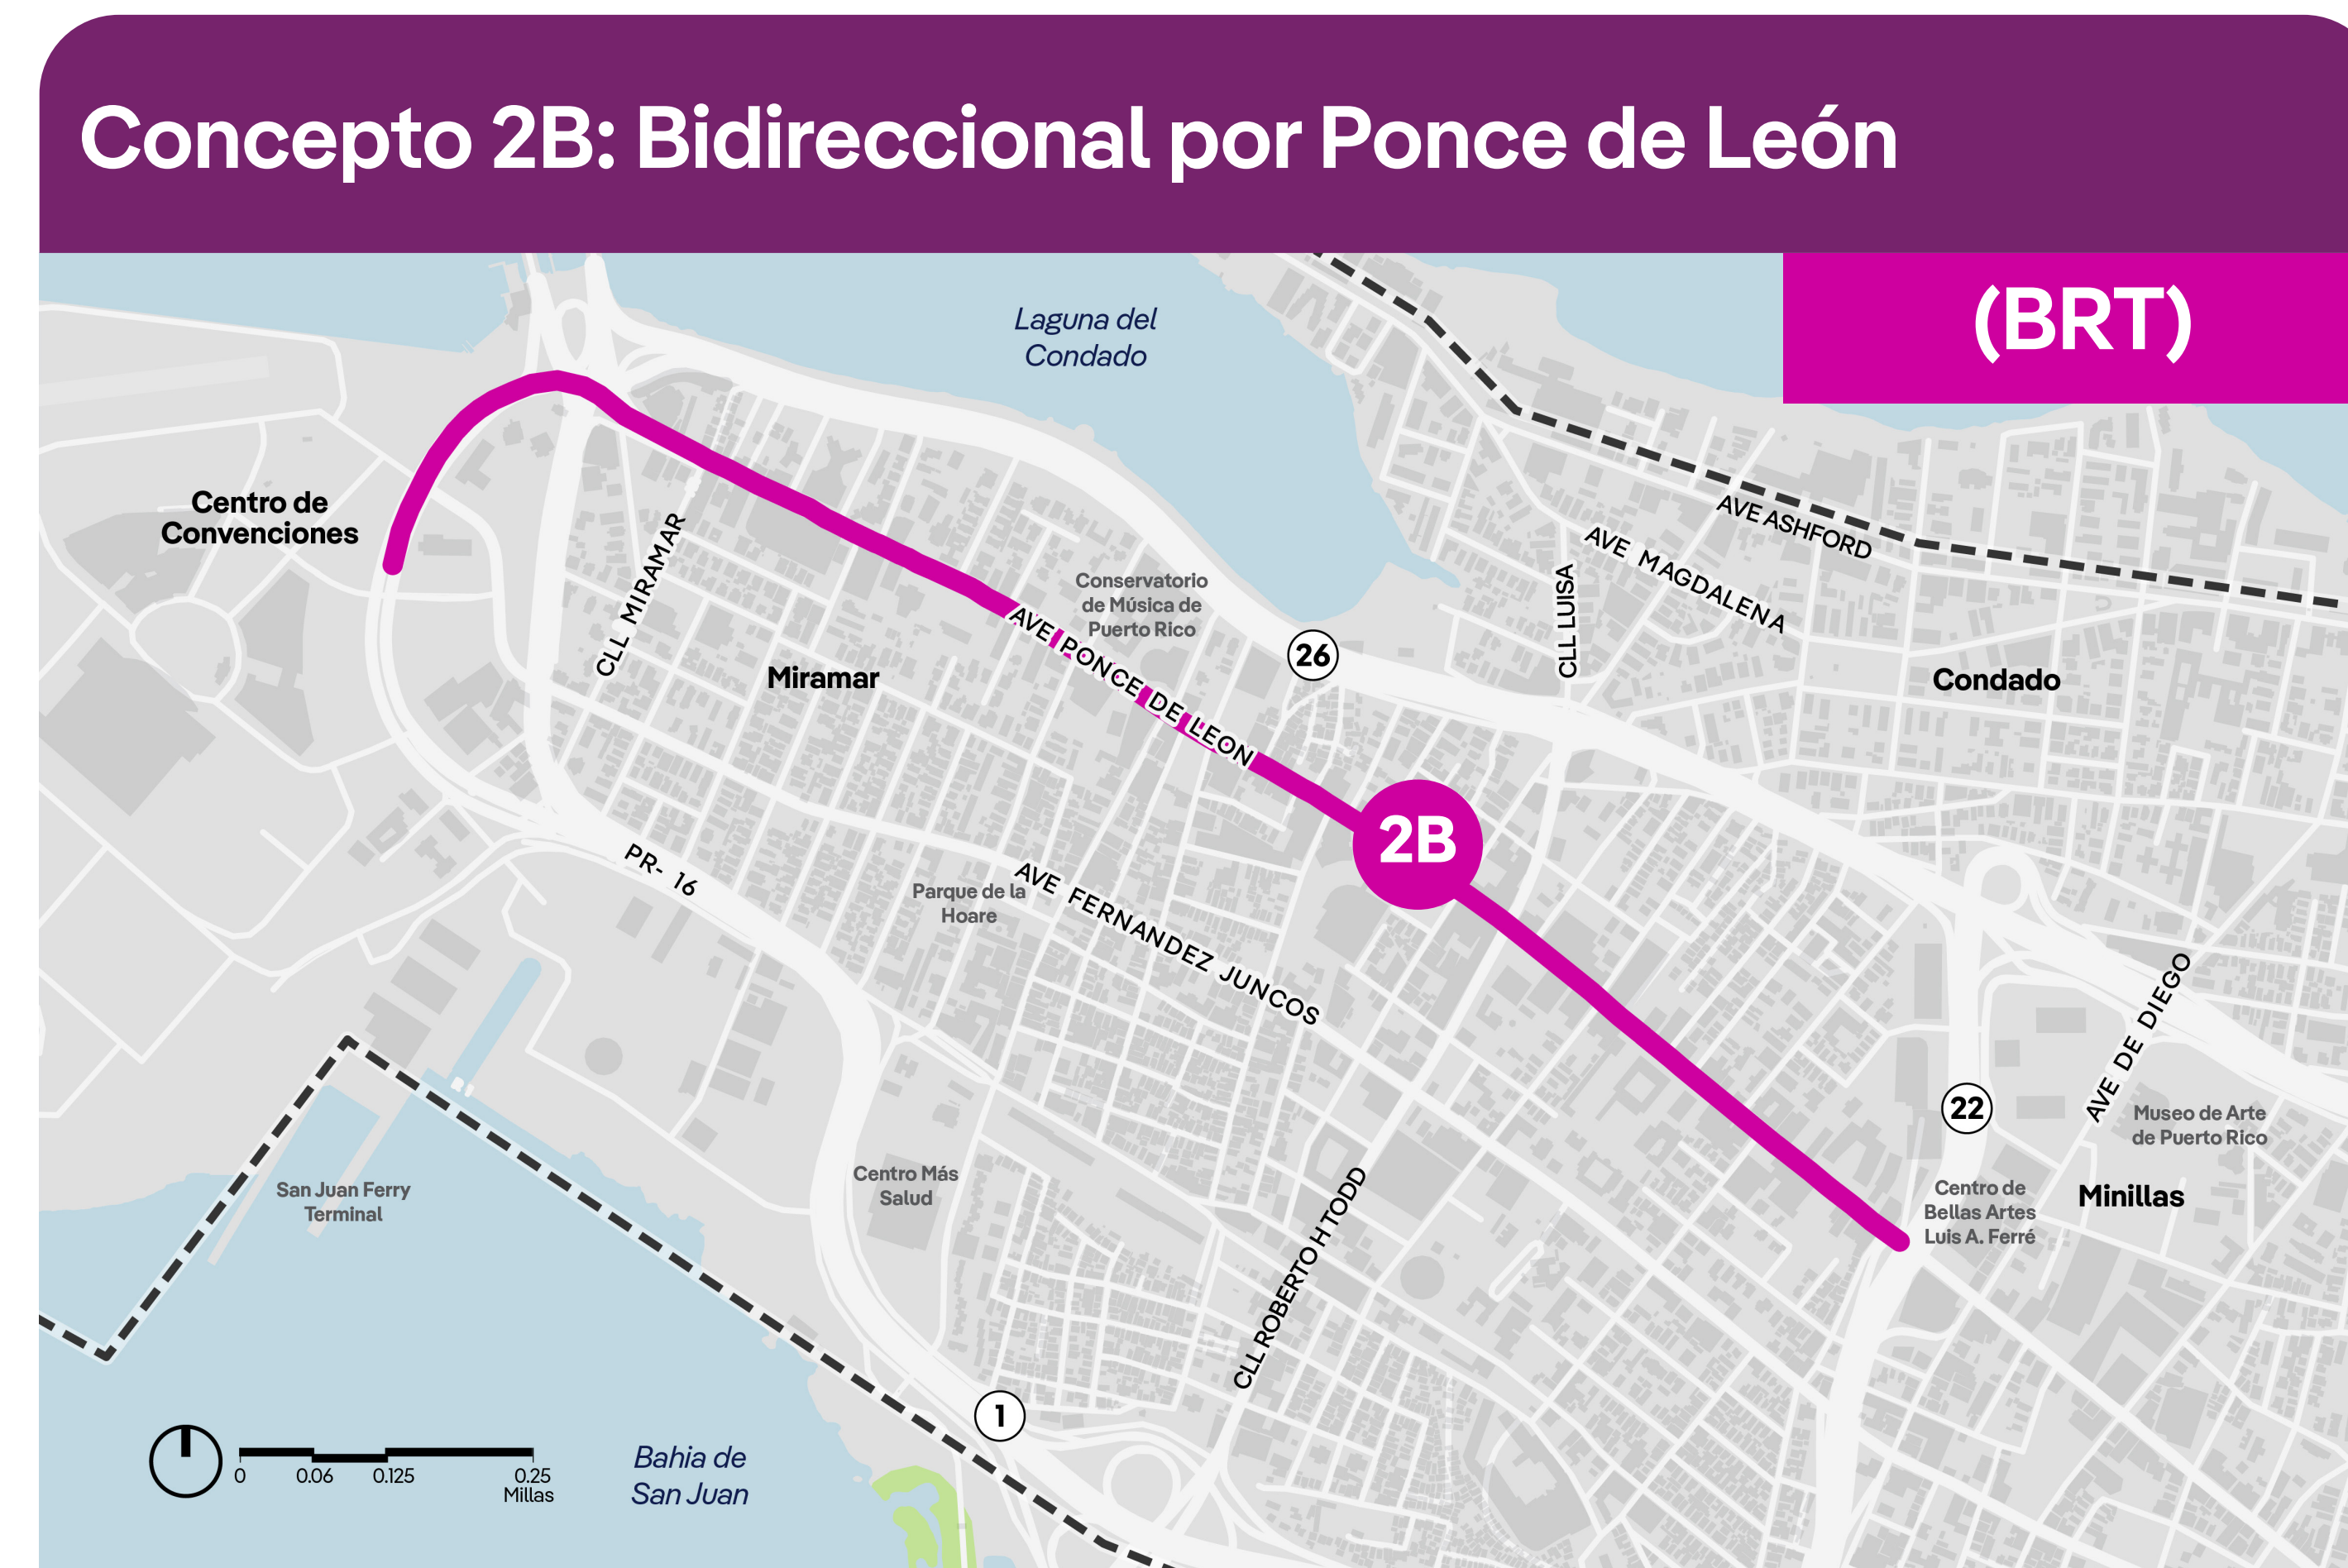 Concepto 2B: Bidireccional por Ponce de León
(BRT)
Laguna del
Condado
AVE ASHFORD
AVE MAGDALENA
CLL LUISA
Condado
Centro de
Convenciones
CLL MIRAMAR
Miramar
Conservatorio
de Música de
Puerto Rico
AVE PONCE DE LEON
26
2B
PR- 16
Parque de la
Hoare
AVE FERNANDEZ JUNCOS
AVE DE DIEGO
22
Museo de Arte
de Puerto Rico
Minillas
Centro de
Bellas Artes
Luis A. Ferré
San Juan Ferry
Terminal
Centro Más
Salud
CLL ROBERTO H TODD
1
Bahia de
San Juan
0 0.06 0.125 0.25
Millas